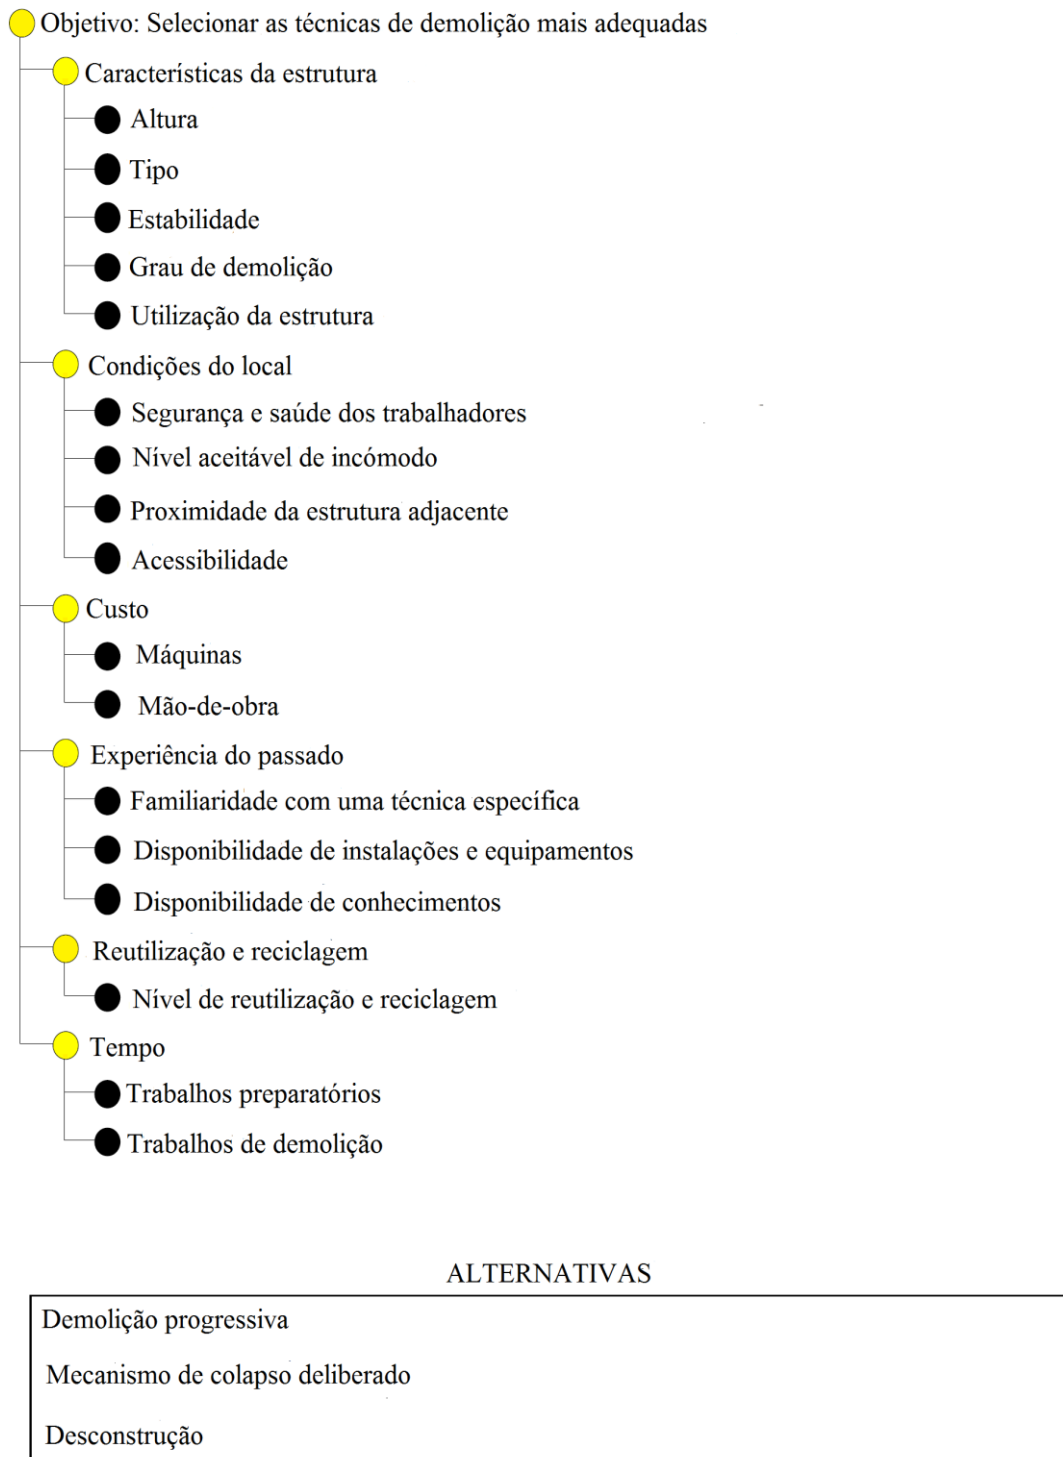 Objetivo: Selecionar as técnicas de demolição mais adequadas
Características da estrutura
Altura
Tipo
Estabilidade
Grau de demolição
Utilização da estrutura
Condições do local
Segurança e saúde dos trabalhadores
Nível aceitável de incómodo
Proximidade da estrutura adjacente
Acessibilidade
Custo
Máquinas
Mão-de-obra
Experiência do passado
Familiaridade com uma técnica específica
Disponibilidade de instalações e equipamentos
Disponibilidade de conhecimentos
Reutilização e reciclagem
Nível de reutilização e reciclagem
Tempo
Trabalhos preparatórios
Trabalhos de demolição
ALTERNATIVAS
Demolição progressiva
Mecanismo de colapso deliberado
Desconstrução